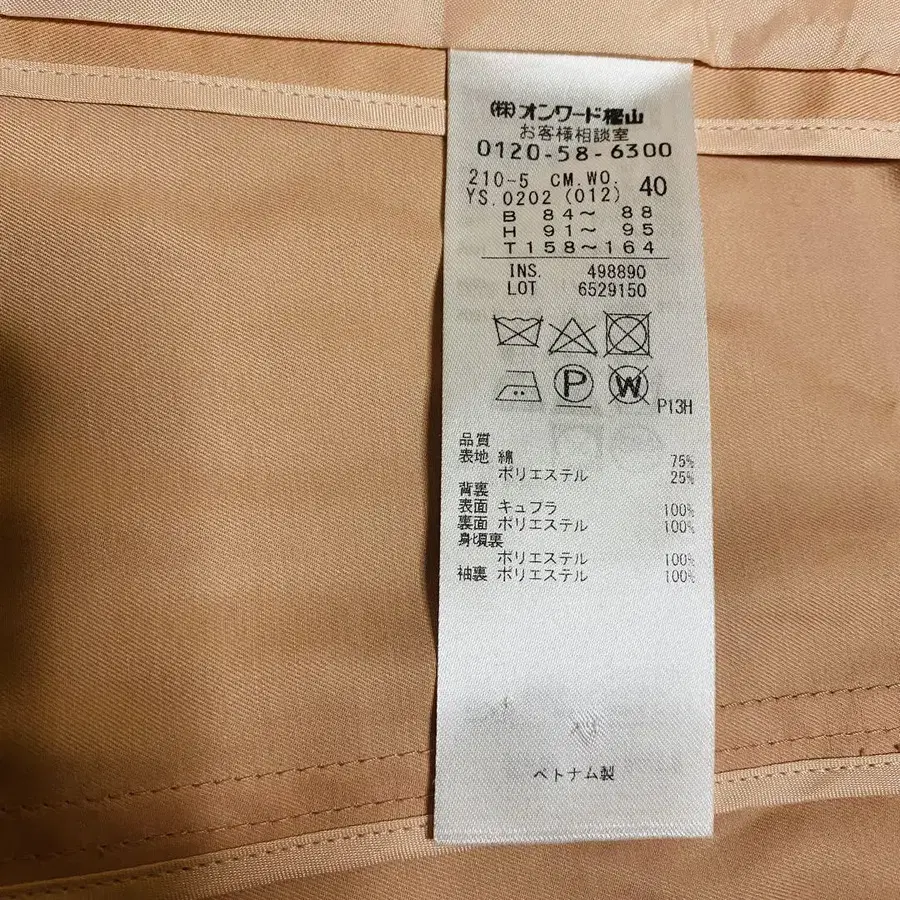 (株)オンワード樫山
お客様相談室
0120-58-6300
210-5 CM.WO. 40
YS.0202 (012)
B 84～ 88
H 91～ 95
T158～164
INS. 498890
LOT 6529150
P
W
P13H
品質
表地 綿 75%
ポリエステル 25%
背裏
表面 キュプラ 100%
裏面 ポリエステル 100%
身頃裏
ポリエステル 100%
袖裏 ポリエステル 100%
ベトナム製